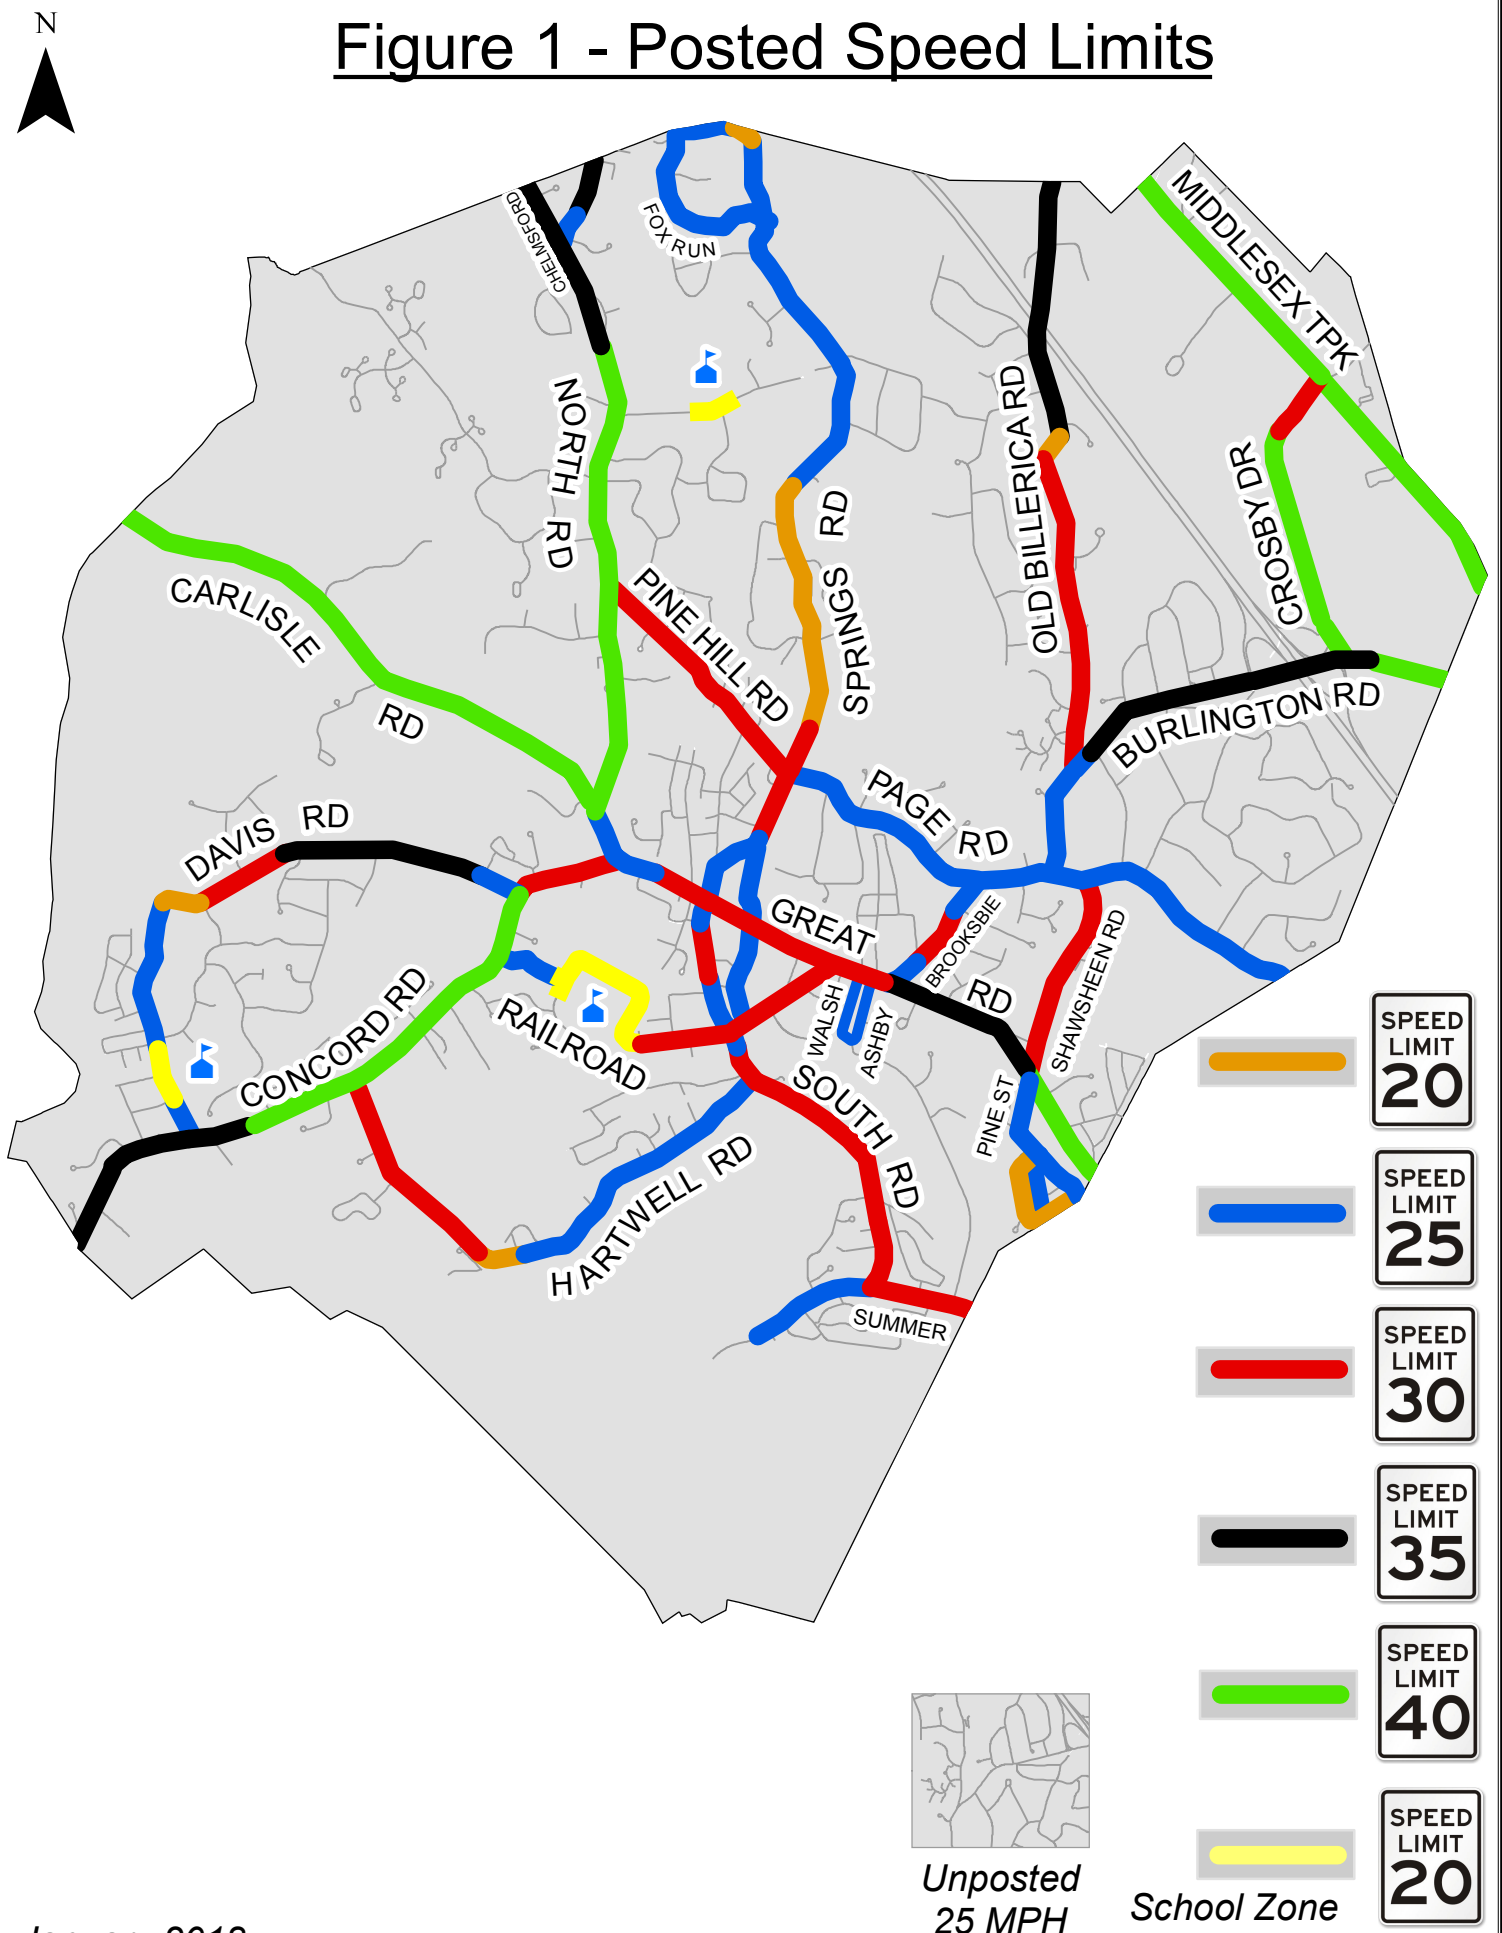 N
Figure 1 - Posted Speed Limits
MIDDLESEX TPK
CHELMSFORD
FOX RUN
NORTH RD
OLD BILLERICA RD
CROSBY DR
SPRINGS RD
PINE HILL RD
CARLISLE RD
BURLINGTON RD
PAGE RD
DAVIS RD
GREAT RD
BROOKSBIE
SHAWSHEEN RD
CONCORD RD
RAILROAD
WALSH
ASHBY
SOUTH RD
PINE ST
HARTWELL RD
SUMMER
SPEED
LIMIT
20
SPEED
LIMIT
25
SPEED
LIMIT
30
SPEED
LIMIT
35
SPEED
LIMIT
40
SPEED
LIMIT
20
Unposted
25 MPH
School Zone